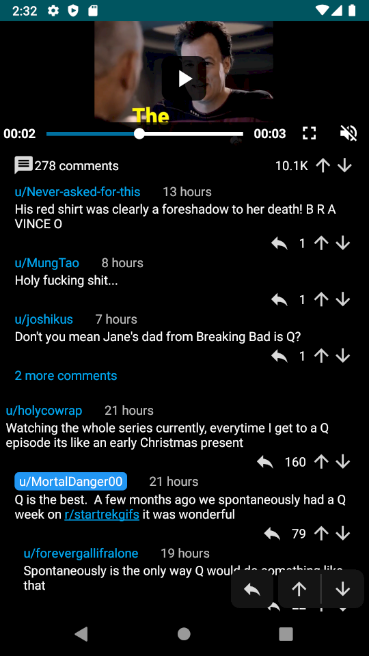 2:32
The
00:02
00:03
278 comments
10.1K
u/Never-asked-for-this 13 hours
His red shirt was clearly a foreshadow to her death! B R A
VINCE O
1
u/MungTao 8 hours
Holy fucking shit...
1
u/joshikus 7 hours
Don't you mean Jane's dad from Breaking Bad is Q?
1
2 more comments
u/holycowrap 21 hours
Watching the whole series currently, everytime I get to a Q
episode its like an early Christmas present
160
u/MortalDanger00 21 hours
Q is the best. A few months ago we spontaneously had a Q
week on r/startrekgifs it was wonderful
79
u/forevergallifralone 19 hours
Spontaneously is the only way Q would do something like
that